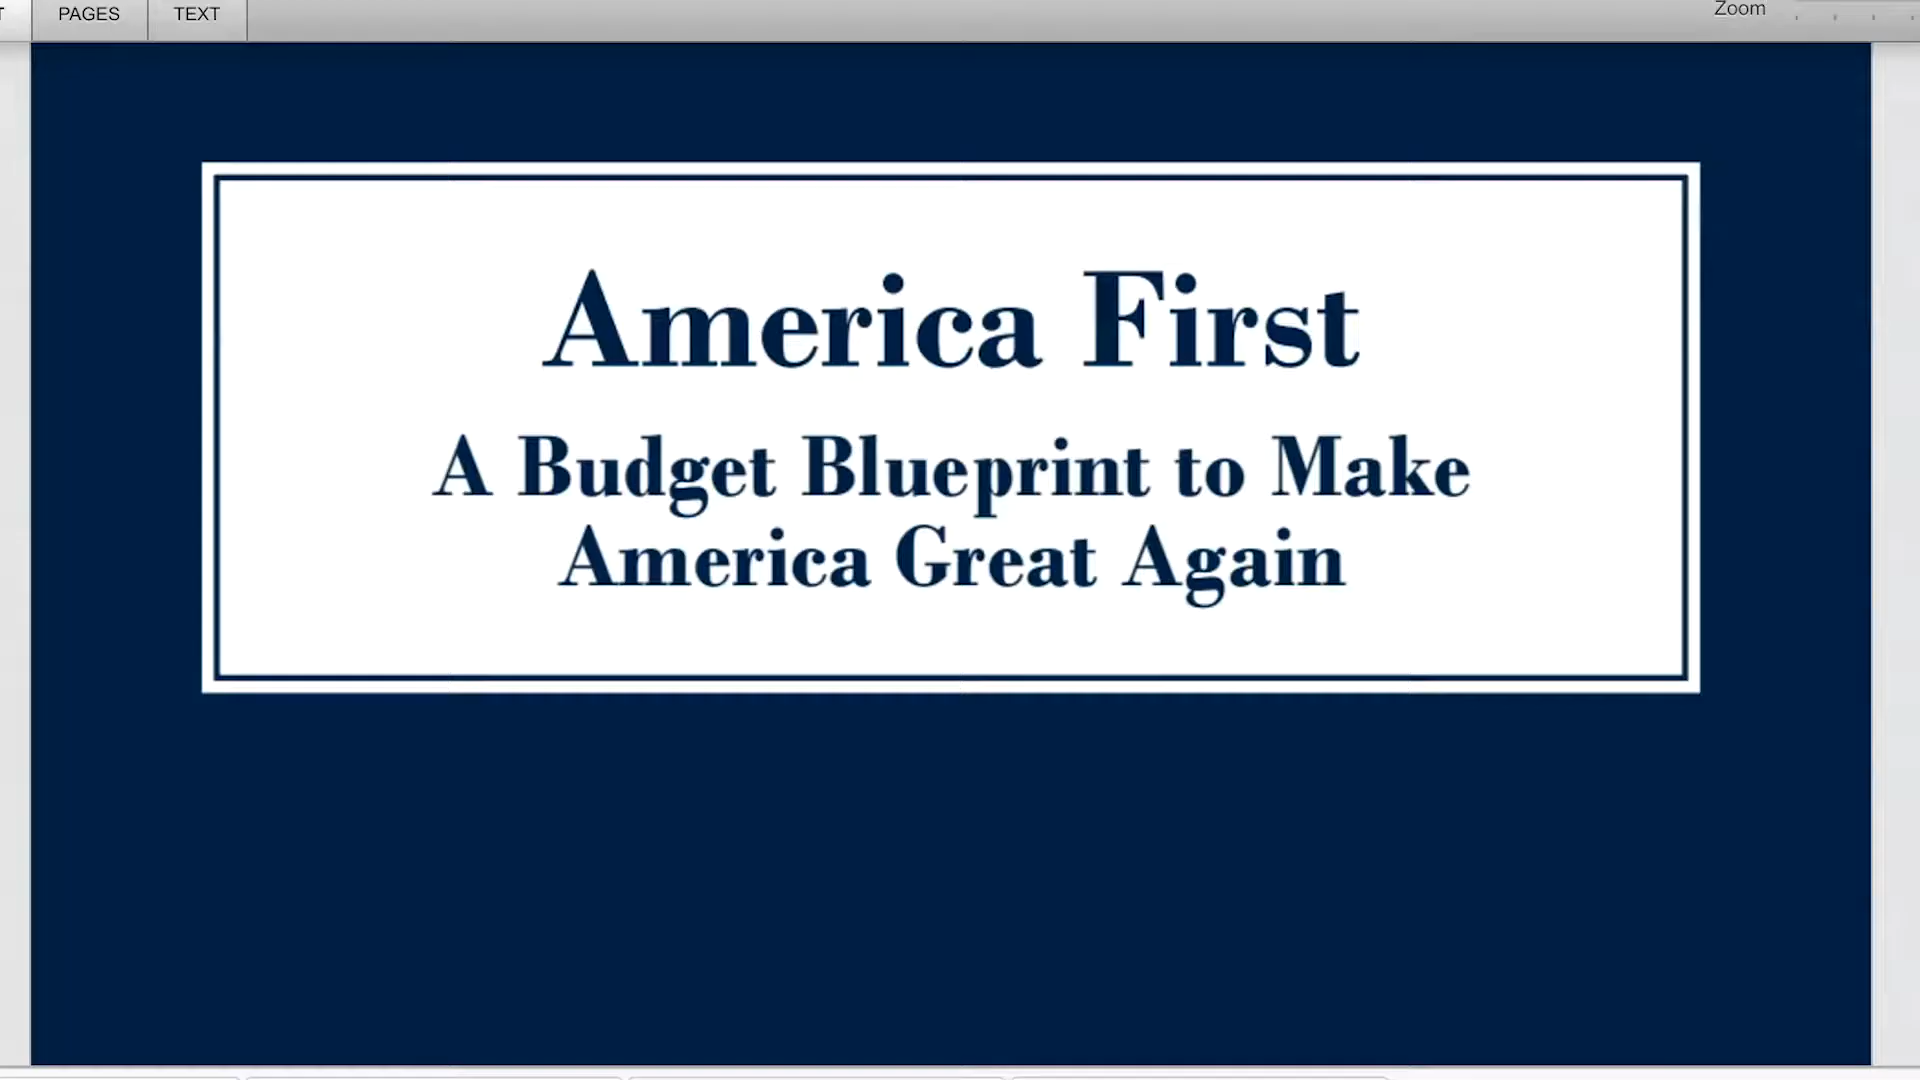 PAGES TEXT Zoom
America First
A Budget Blueprint to Make
America Great Again